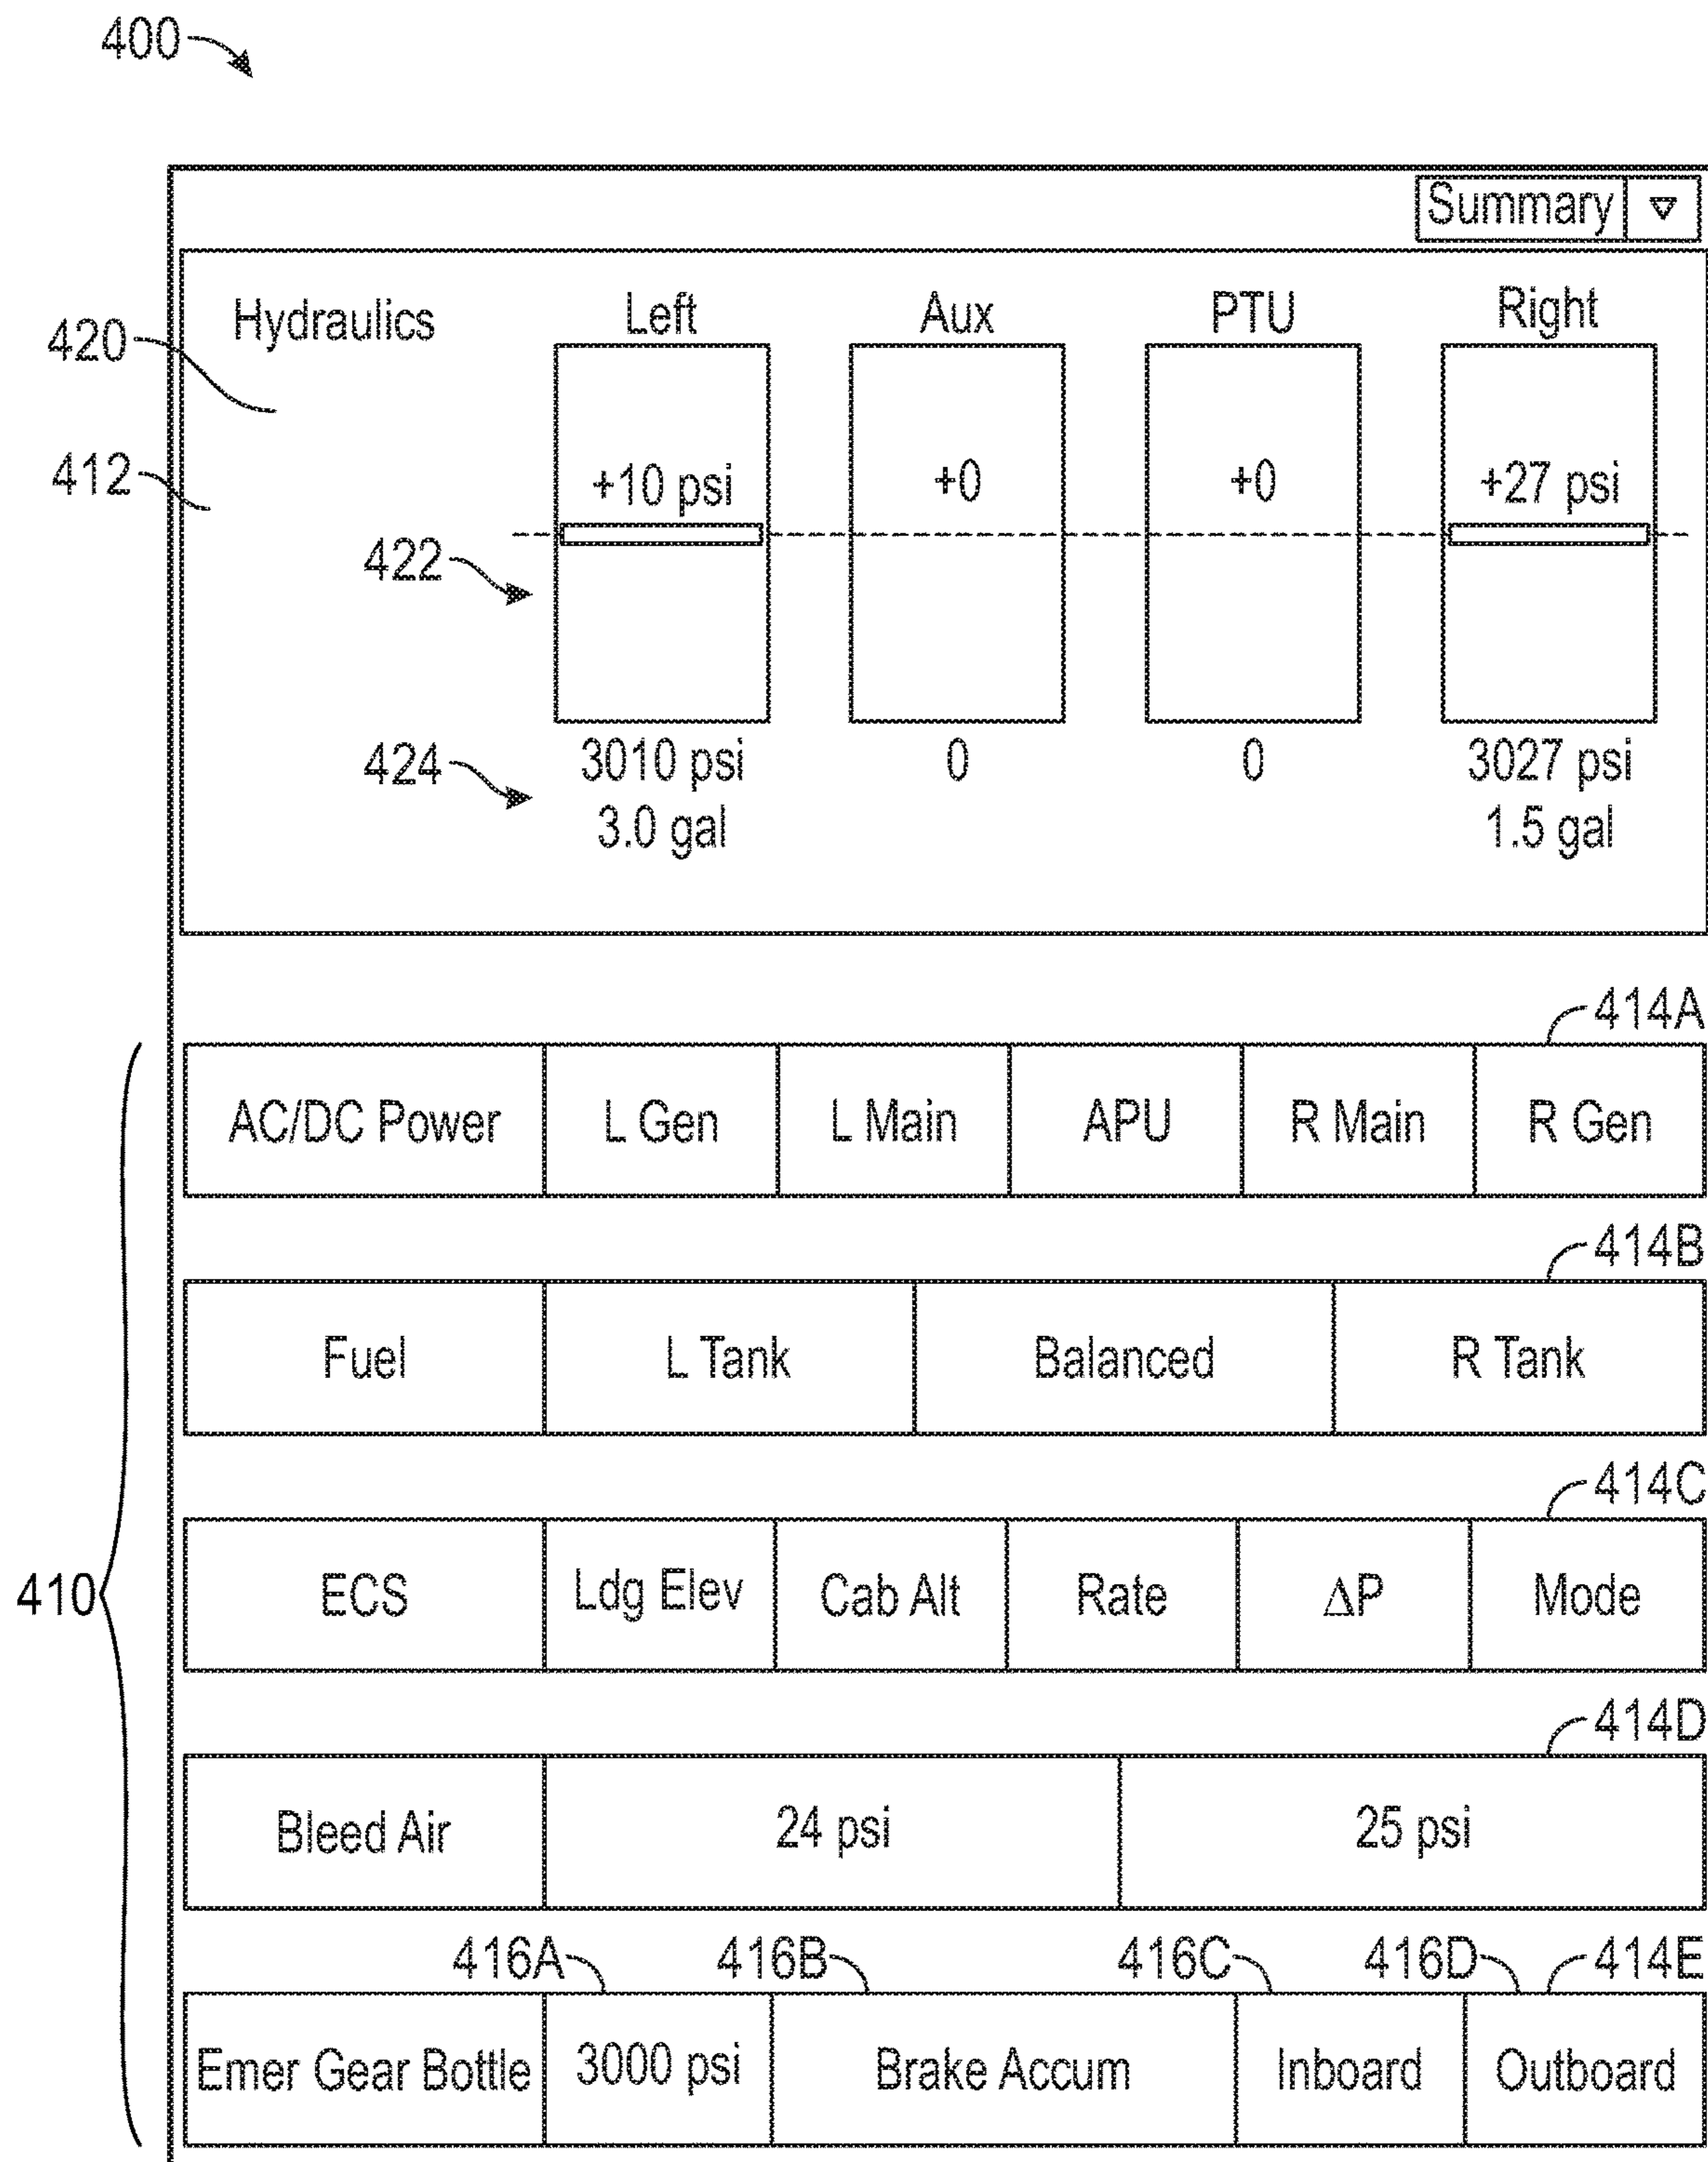 400
Summary
Hydraulics Left Aux PTU Right
420
412
+10 psi +0 +0 +27 psi
422
424
3010 psi 0 0 3027 psi
3.0 gal 1.5 gal
414A
AC/DC Power L Gen L Main APU R Main R Gen
414B
Fuel L Tank Balanced R Tank
414C
410
ECS Ldg Elev Cab Alt Rate ΔP Mode
414D
Bleed Air 24 psi 25 psi
416A 416B 416C 416D 414E
Emer Gear Bottle 3000 psi Brake Accum Inboard Outboard